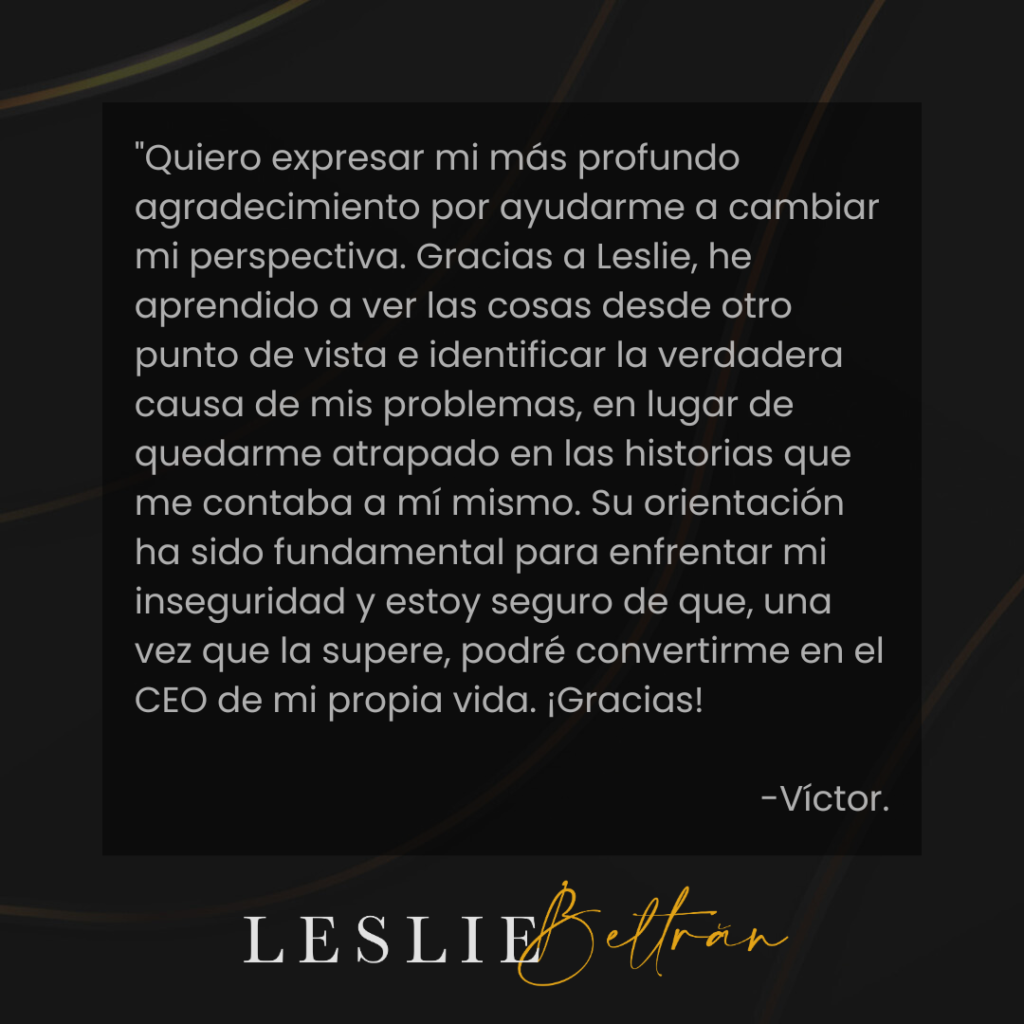 "Quiero expresar mi más profundo
agradecimiento por ayudarme a cambiar
mi perspectiva. Gracias a Leslie, he
aprendido a ver las cosas desde otro
punto de vista e identificar la verdadera
causa de mis problemas, en lugar de
quedarme atrapado en las historias que
me contaba a mí mismo. Su orientación
ha sido fundamental para enfrentar mi
inseguridad y estoy seguro de que, una
vez que la supere, podré convertirme en el
CEO de mi propia vida. ¡Gracias!
-Víctor.
LESLIE Beltrán